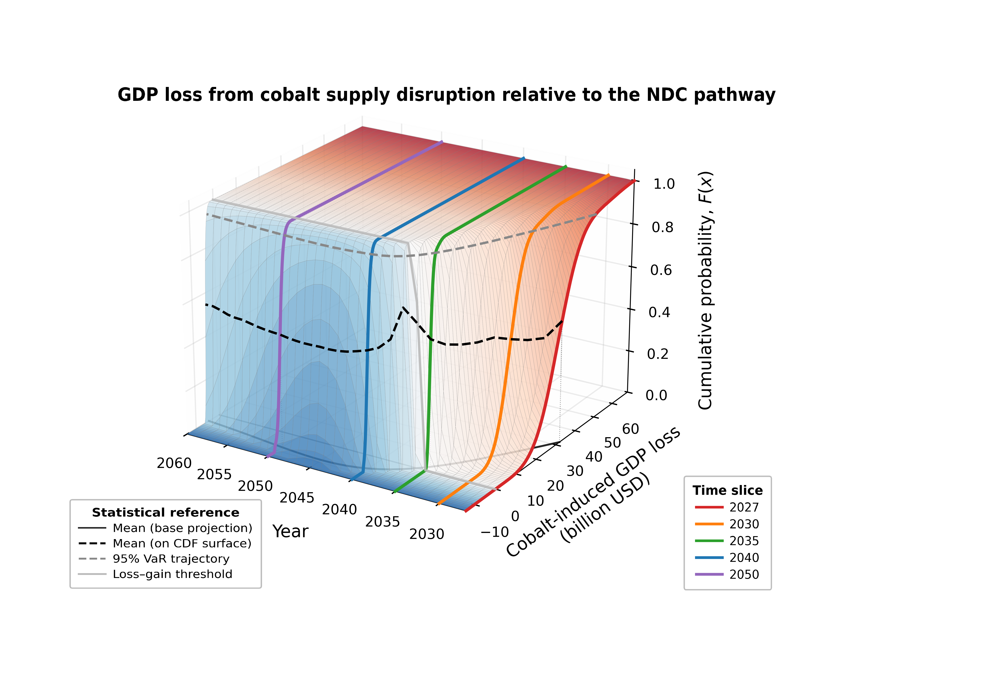 GDP loss from cobalt supply disruption relative to the NDC pathway
1.0
0.8
0.6
0.4
0.2
0.0
Cumulative probability, F(x)
60
50
40
30
20
10
0
−10
Cobalt-induced GDP loss
(billion USD)
2060
2055
2050
2045
2040
2035
2030
Year
Statistical reference
Mean (base projection)
Mean (on CDF surface)
95% VaR trajectory
Loss–gain threshold
Time slice
2027
2030
2035
2040
2050